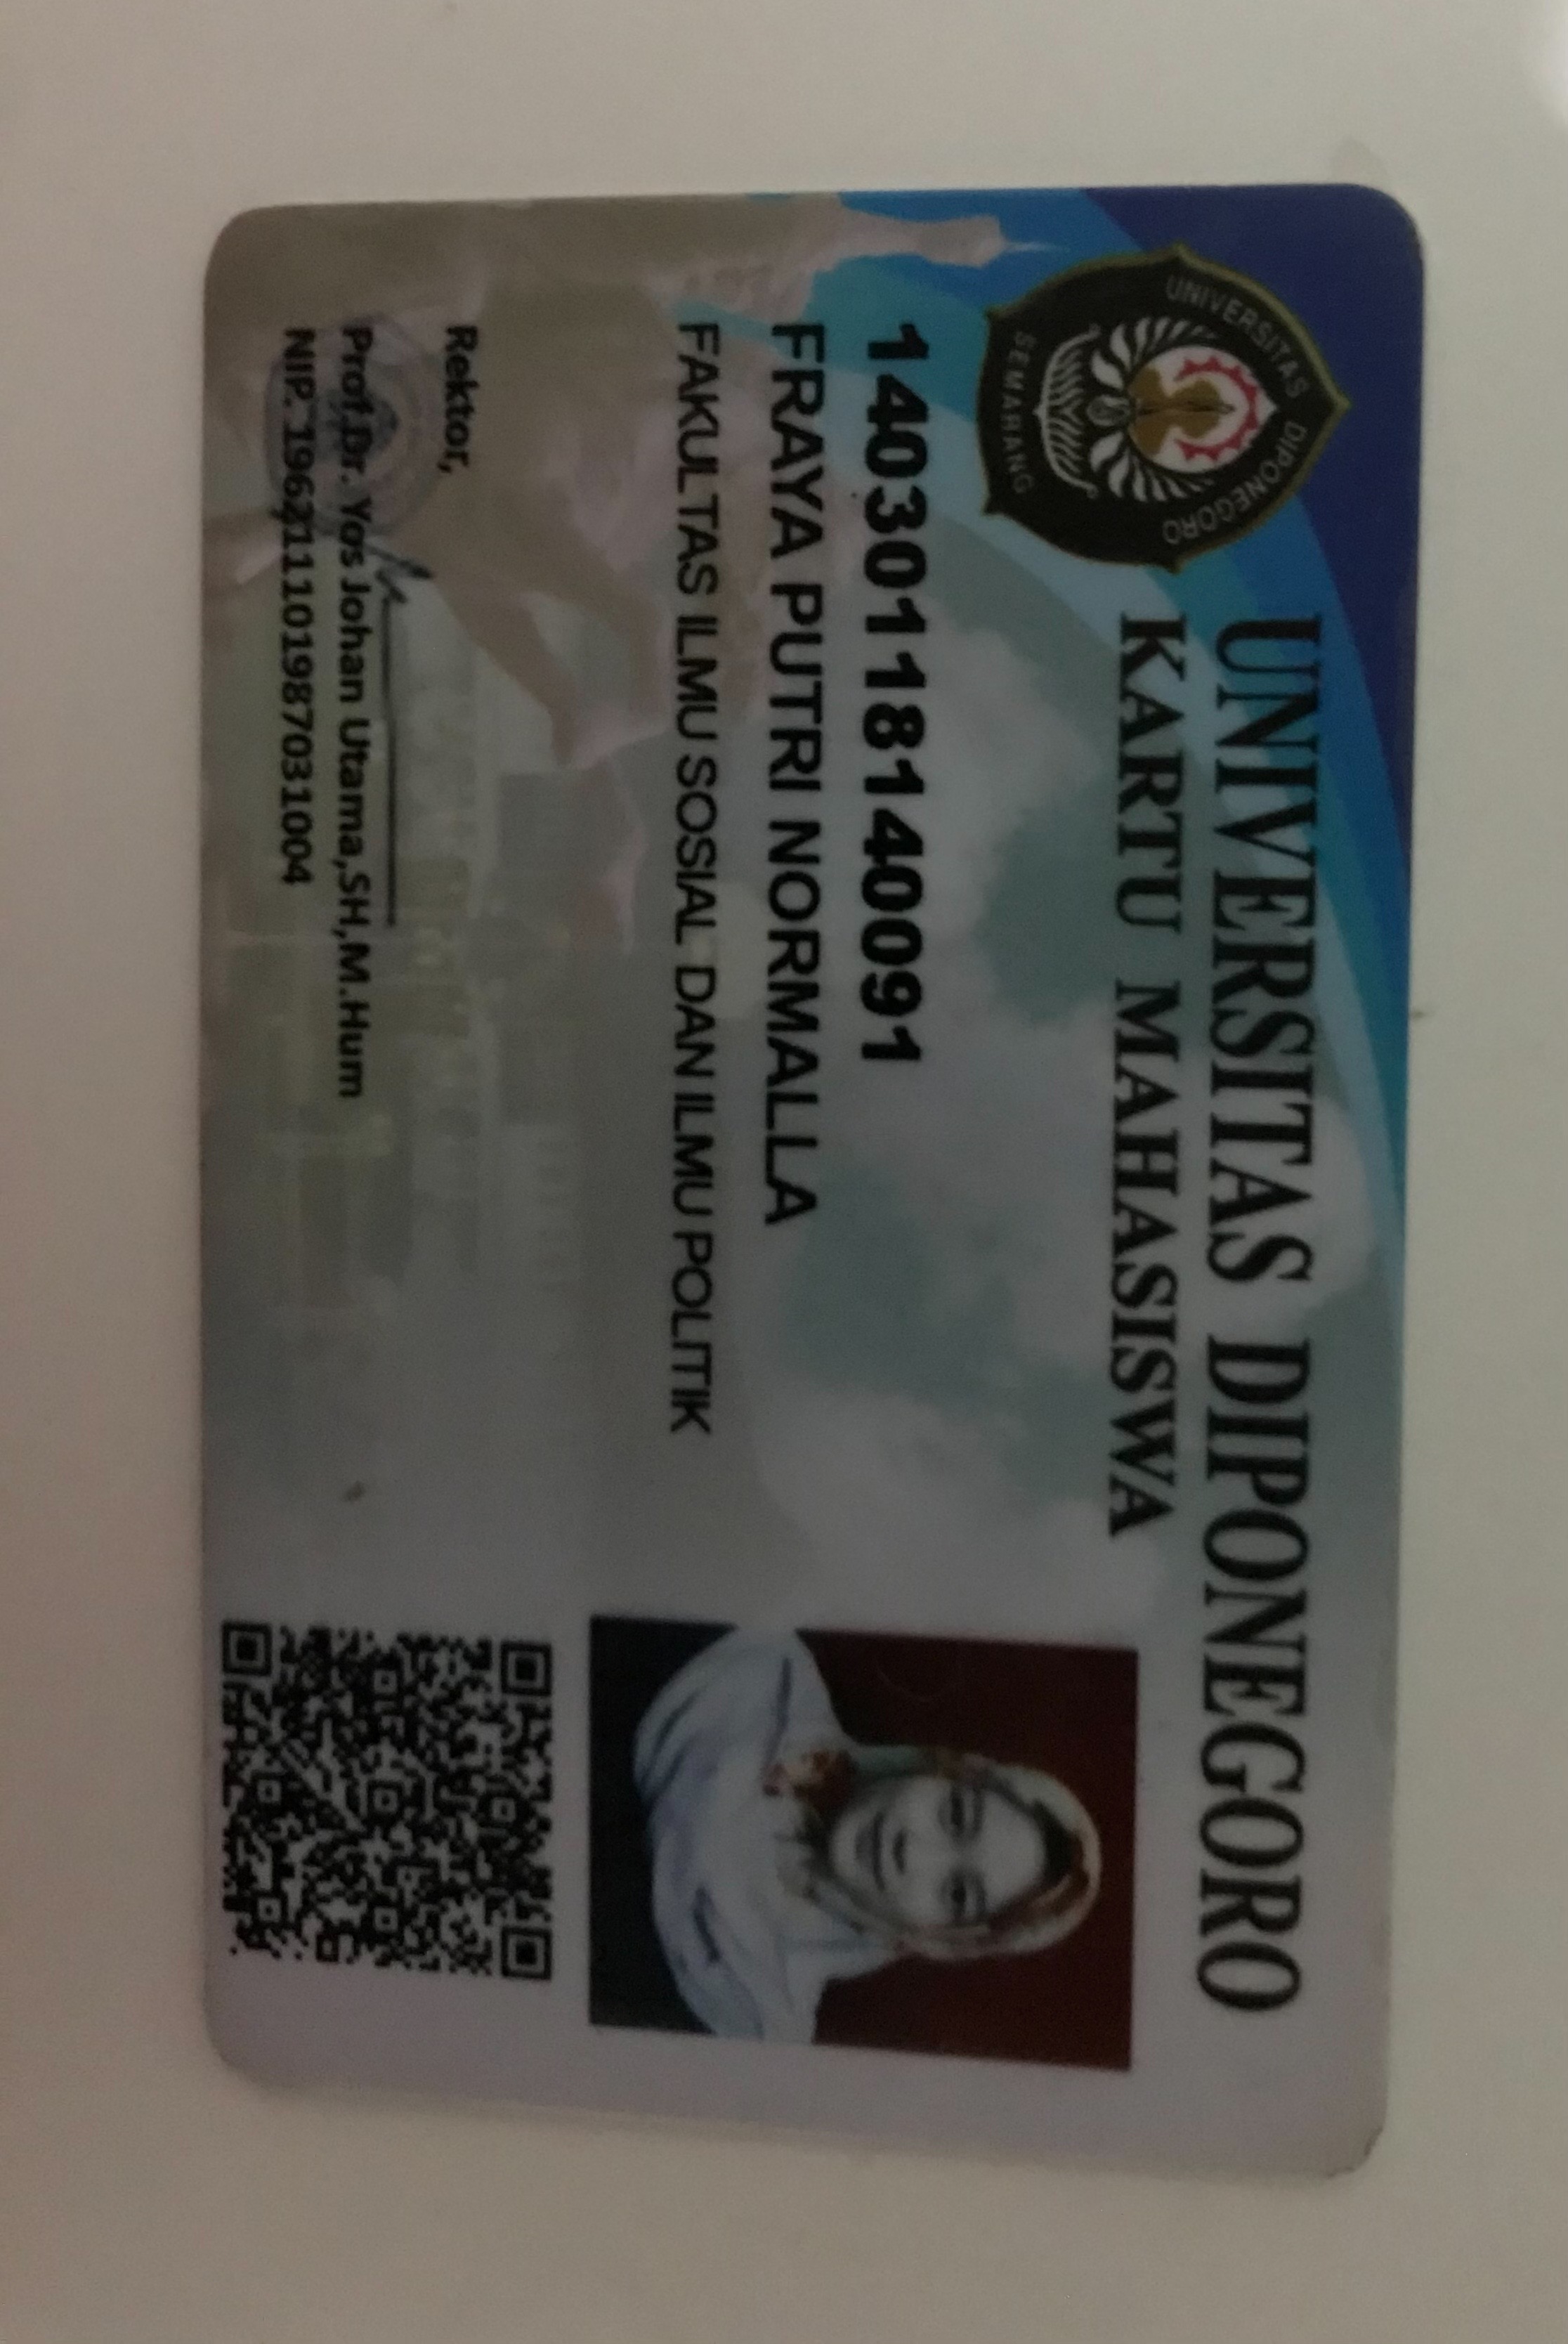 UNIVERSITAS DIPONEGORO
KARTU MAHASISWA
UNIVERSITAS DIPONEGORO
SEMARANG
14030118140091
FRAYA PUTRI NORMALLA
FAKULTAS ILMU SOSIAL DAN ILMU POLITIK
Rektor,
Prof.Dr. Yos Johan Utama,SH,M.Hum
NIP. 196211101987031004